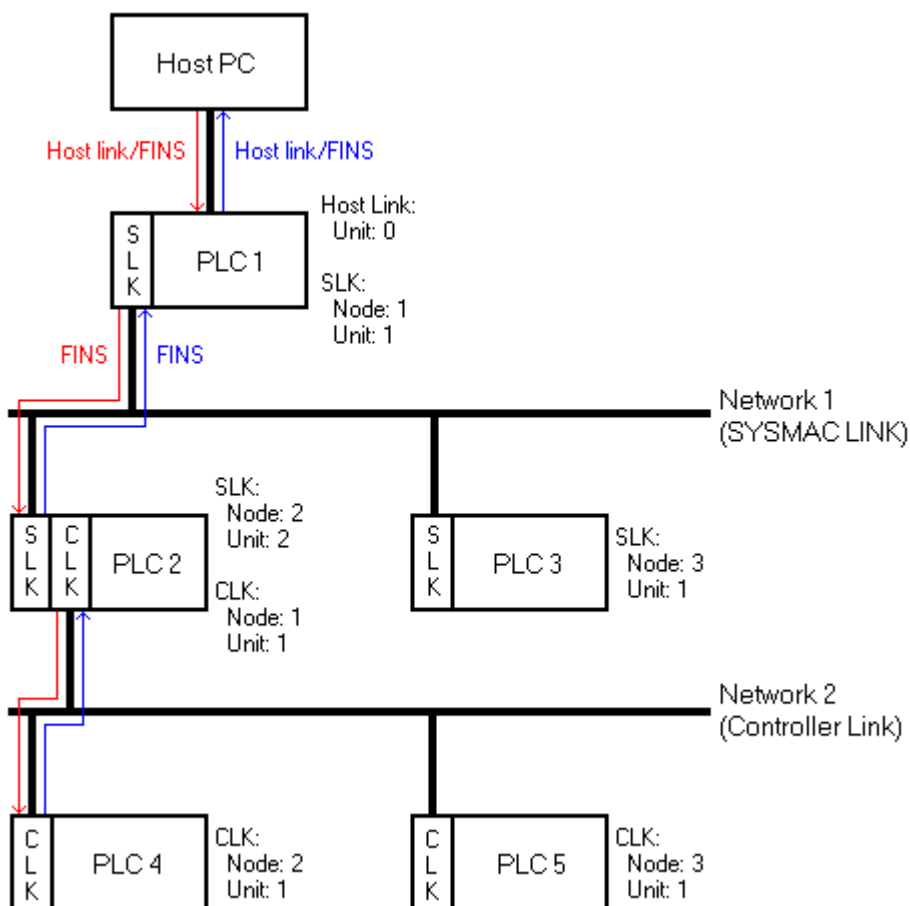 Host PC
Host link/FINS
Host link/FINS
S
L
K
PLC 1
Host Link:
Unit: 0
SLK:
Node: 1
Unit: 1
FINS
FINS
Network 1
(SYSMAC LINK)
S
L
K
C
L
K
PLC 2
SLK:
Node: 2
Unit: 2
CLK:
Node: 1
Unit: 1
S
L
K
PLC 3
SLK:
Node: 3
Unit: 1
Network 2
(Controller Link)
C
L
K
PLC 4
CLK:
Node: 2
Unit: 1
C
L
K
PLC 5
CLK:
Node: 3
Unit: 1